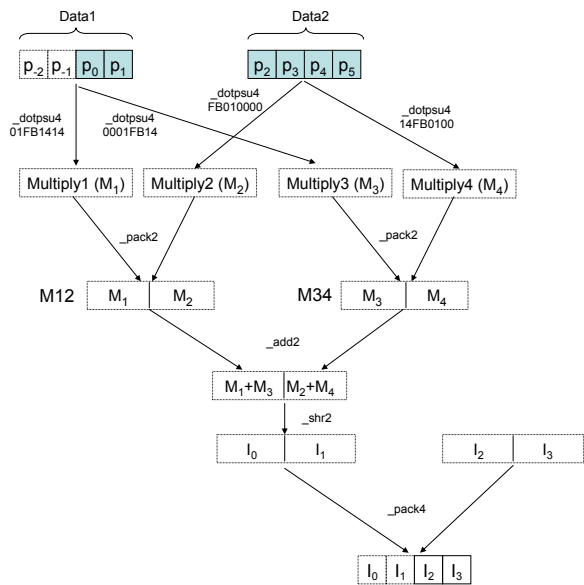 Data1 Data2
p-2 p-1 p0 p1 p2 p3 p4 p5
_dotpsu4 01FB1414
_dotpsu4 0001FB14
_dotpsu4 FB010000
_dotpsu4 14FB0100
Multiply1 (M1) Multiply2 (M2) Multiply3 (M3) Multiply4 (M4)
_pack2 _pack2
M12 M1 M2 M34 M3 M4
_add2
M1+M3 M2+M4
_shr2
I0 I1 I2 I3
_pack4
I0 I1 I2 I3